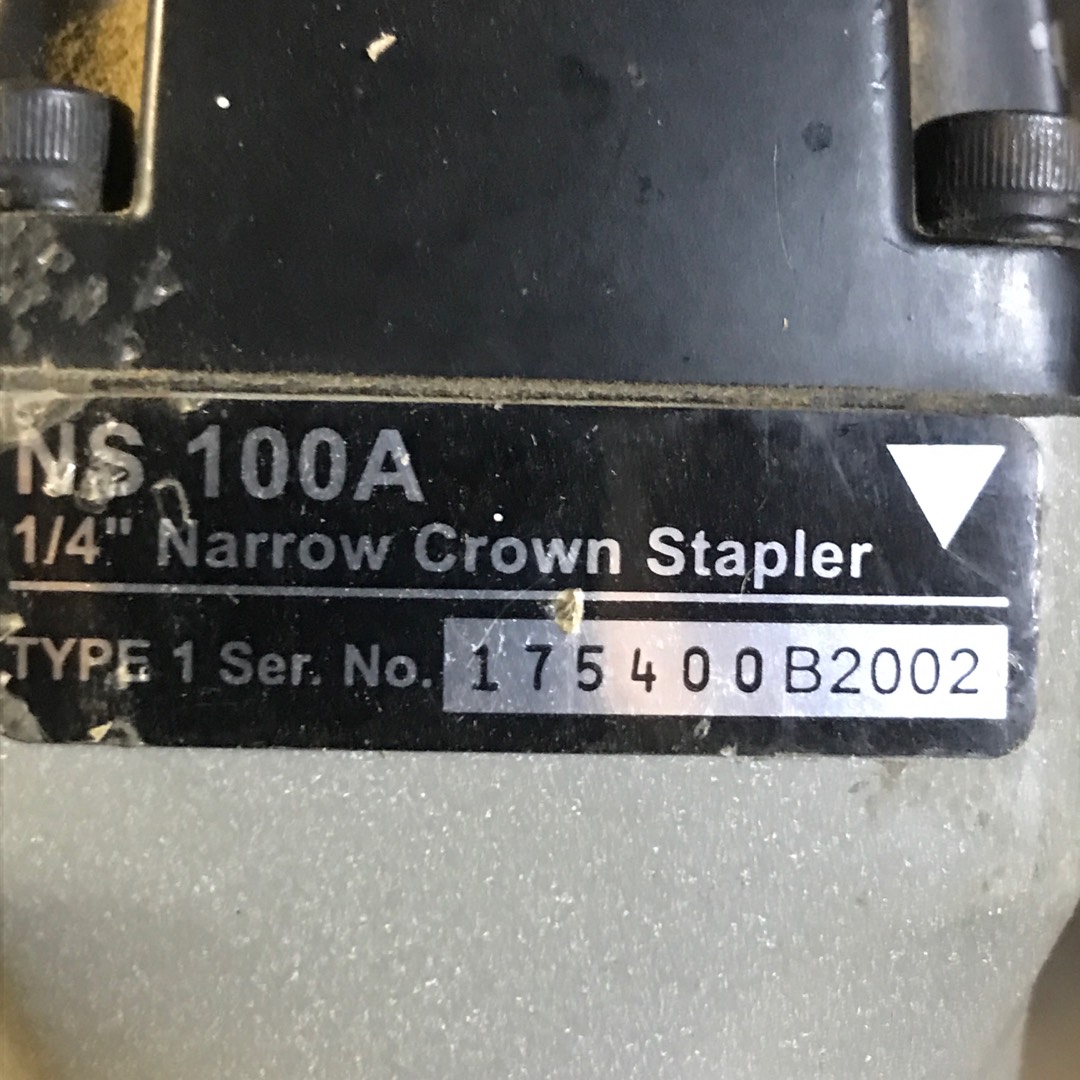 NS 100A
1/4" Narrow Crown Stapler
TYPE 1 Ser. No. 175400B2002